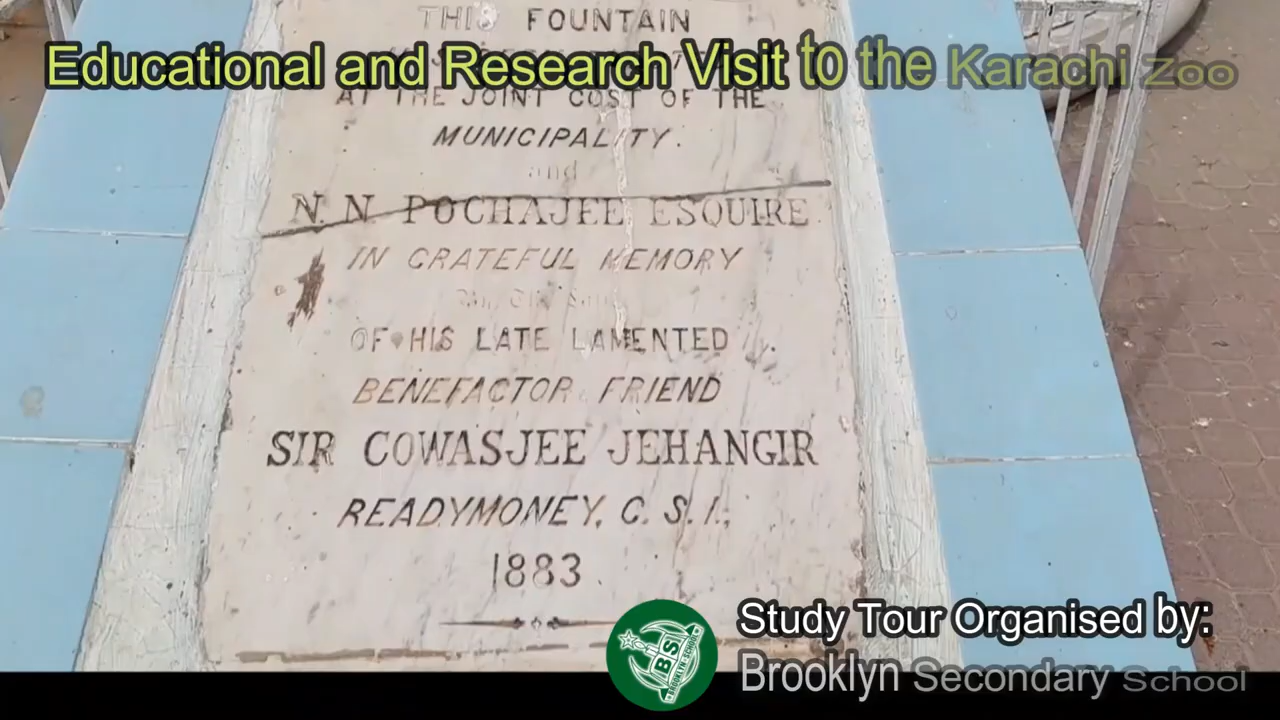 THIS FOUNTAIN
Educational and Research Visit to the Karachi Zoo
AT THE JOINT COST OF THE
MUNICIPALITY.
and
N. N. POCHAJEE ESQUIRE
IN GRATEFUL MEMORY
OF HIS LATE LAMENTED
BENEFACTOR FRIEND
SIR COWASJEE JEHANGIR
READYMONEY, C. S. I.,
1883
Study Tour Organised by:
Brooklyn Secondary School
BS